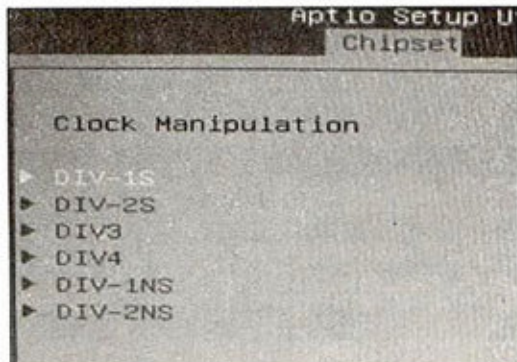 Aptio Setup
Chipset
Clock Manipulation
DIV-1S
DIV-2S
DIV3
DIV4
DIV-1NS
DIV-2NS